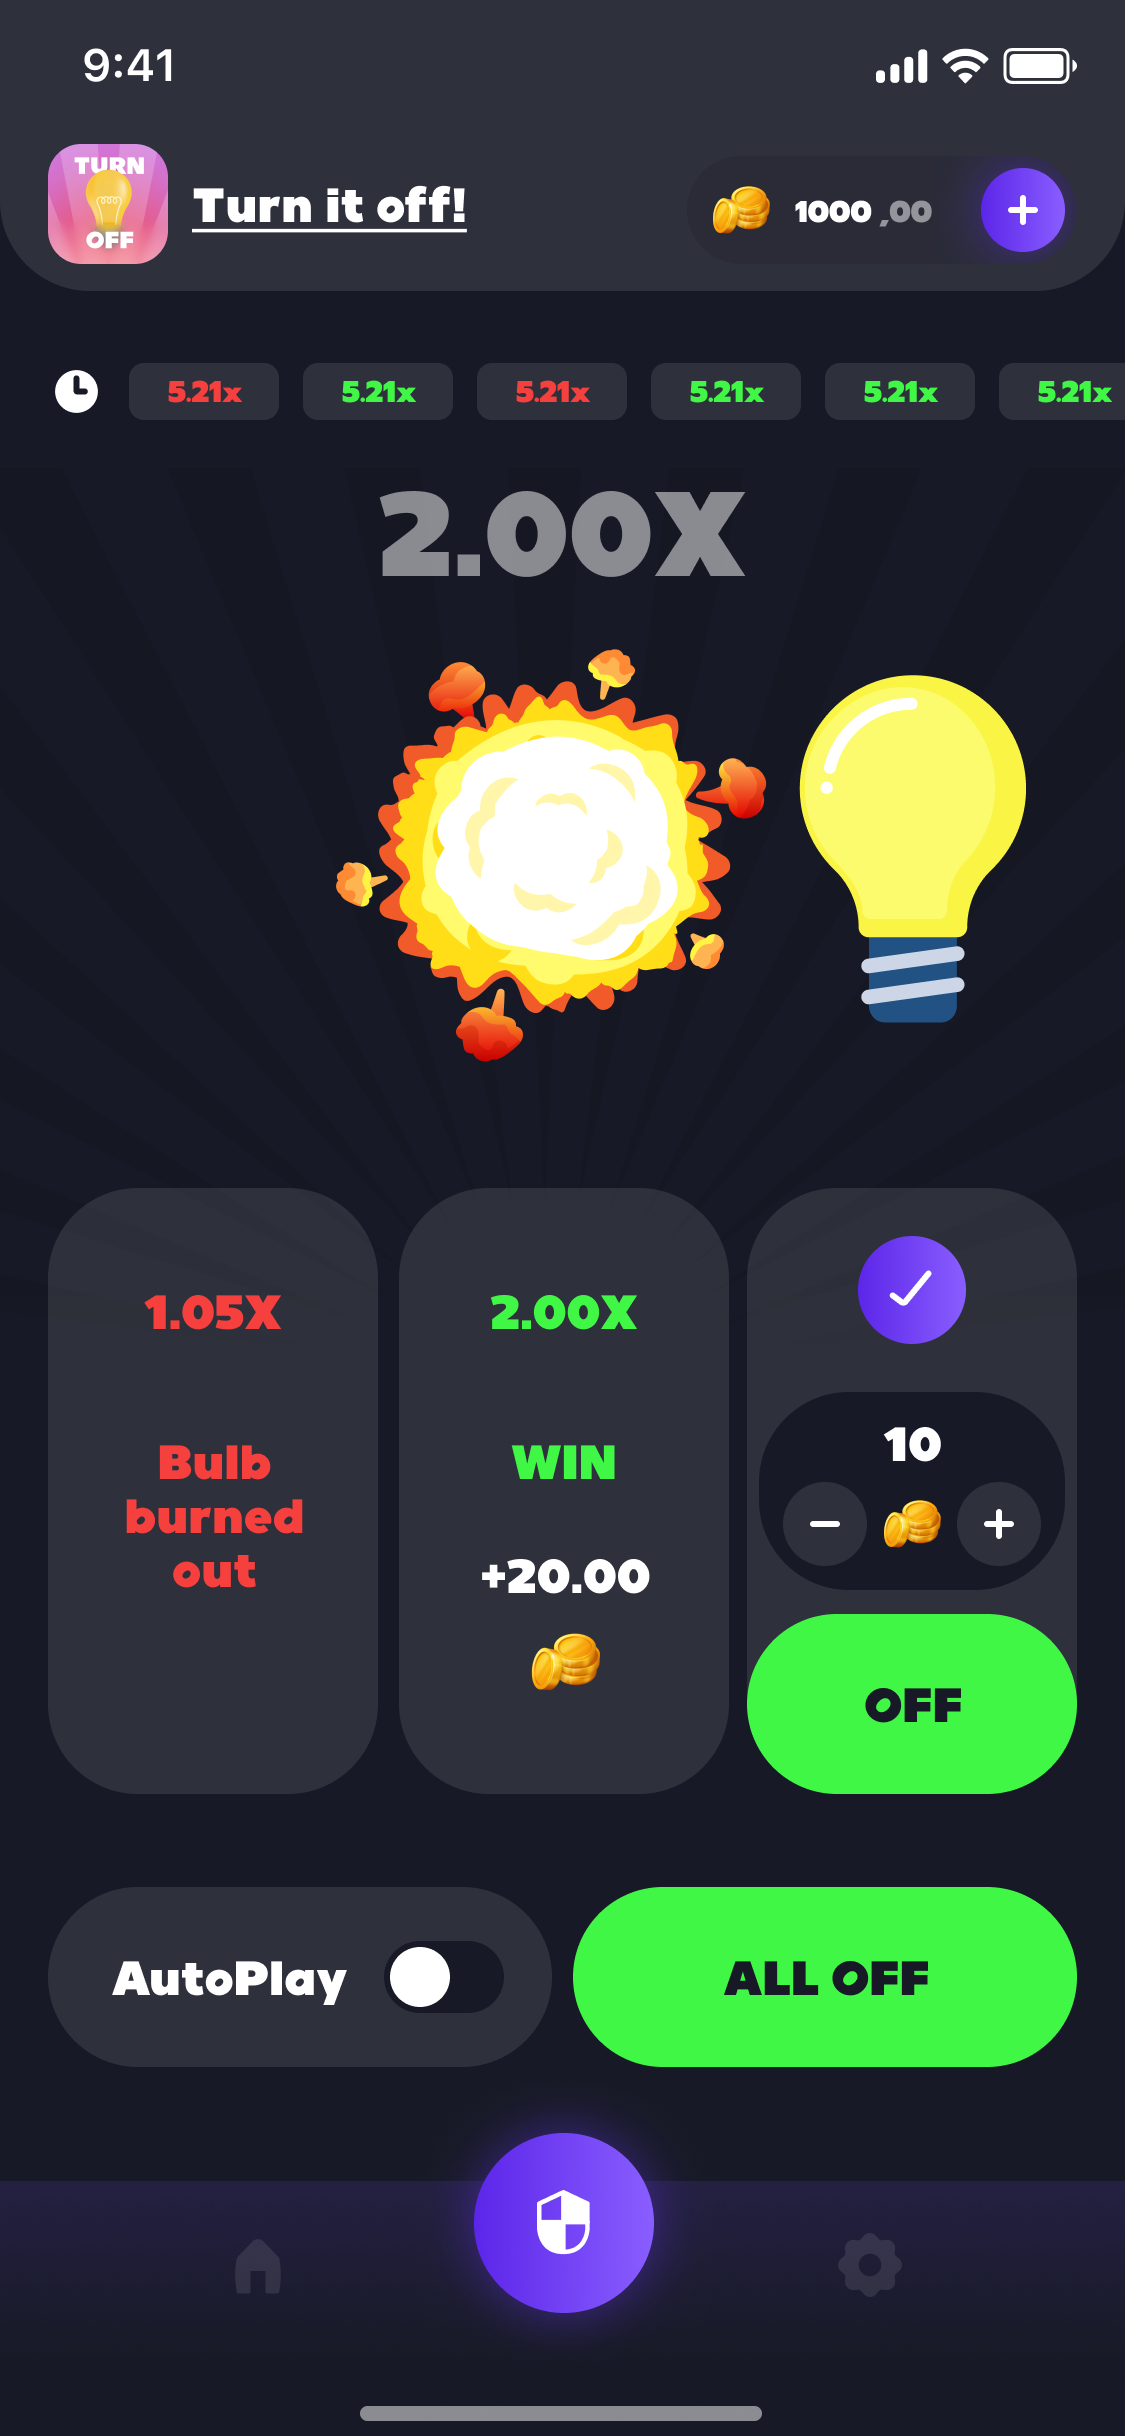 9:41
TURN
OFF
Turn it off!
1000 ,00
5.21x 5.21x 5.21x 5.21x 5.21x 5.21x
2.00X
1.05X
Bulb
burned
out
2.00X
WIN
+20.00
10
OFF
AutoPlay
ALL OFF